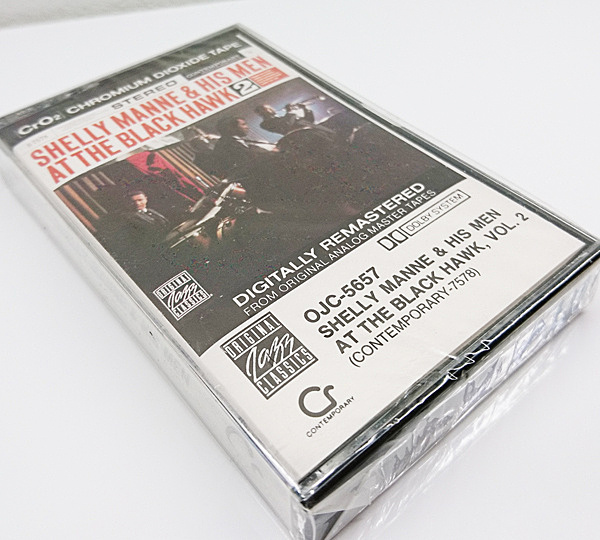 CrO₂ CHROMIUM DIOXIDE TAPE
STEREO CONTEMPORARY
SHELLY MANNE & HIS MEN
AT THE BLACK HAWK 2
DIGITALLY REMASTERED
FROM ORIGINAL ANALOG MASTER TAPES
DOLBY SYSTEM
ORIGINAL
Jazz
CLASSICS
ORIGINAL
Jazz
CLASSICS
OJC-5657
SHELLY MANNE & HIS MEN
AT THE BLACK HAWK, VOL. 2
(CONTEMPORARY-7578)
CR
CONTEMPORARY